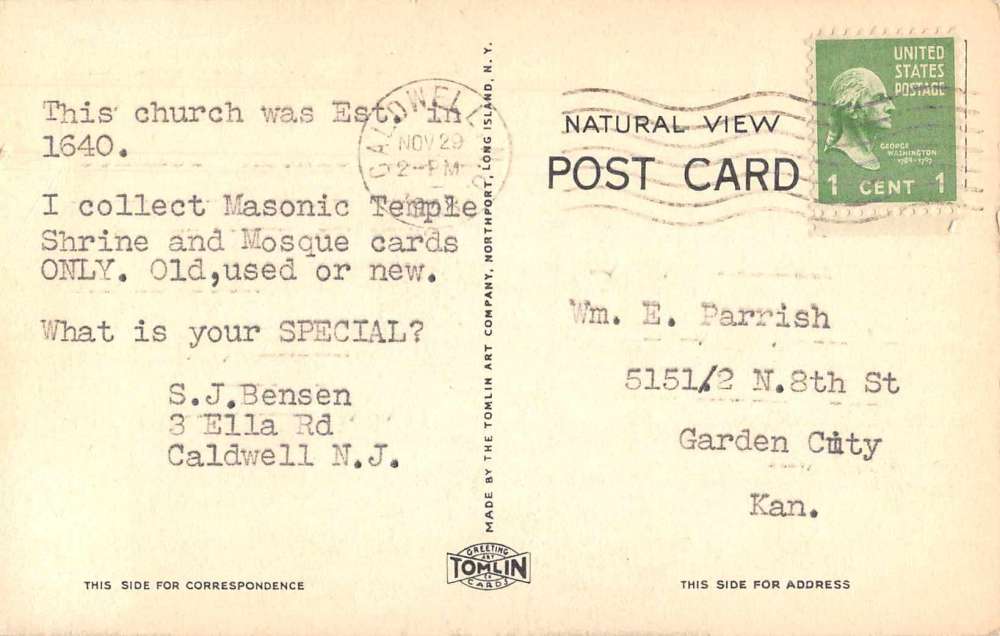 This church was Est. in
1640.
I collect Masonic Temple
Shrine and Mosque cards
ONLY. Old,used or new.
What is your SPECIAL?
S.J.Bensen
3 Ella Rd
Caldwell N.J.
THIS SIDE FOR CORRESPONDENCE
CALDWELL
NOV 29
2-PM
MADE BY THE TOMLIN ART COMPANY, NORTHPORT, LONG ISLAND, N. Y.
GREETING
ART
TOMLIN
CO
CARDS
NATURAL VIEW
POST CARD
UNITED
STATES
POSTAGE
GEORGE
WASHINGTON
1789-1797
1 CENT 1
Wm. E. Parrish
5151/2 N.8th St
Garden City
Kan.
THIS SIDE FOR ADDRESS